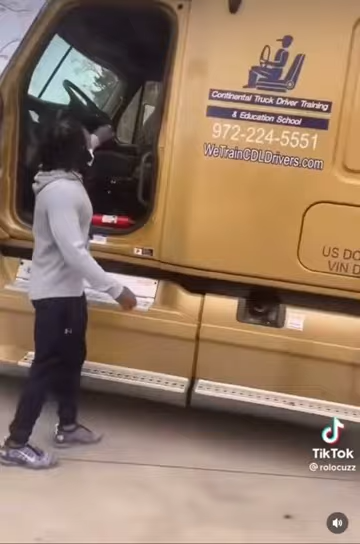 Continental Truck Driver Training
& Education School
972-224-5551
WeTrainCDLDrivers.com
US DO
VIN D
TikTok
@rolocuzz